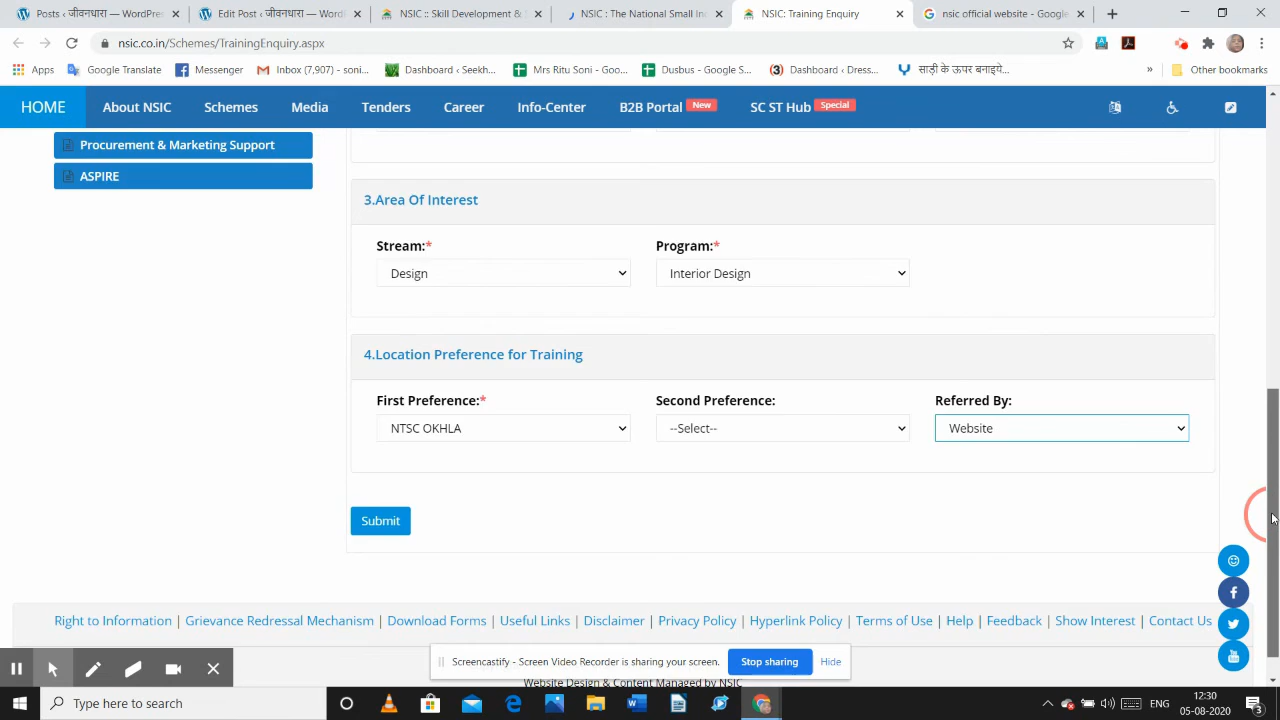 Posts ‹ जीवनधारा — WordPres
Edit Post ‹ जीवनधारा — Wor
NSIC : Skill Development &
NSIC : The National Small In
NSIC: Training Enquiry
nsic official website - Google
nsic.co.in/Schemes/TrainingEnquiry.aspx
Apps
Google Translate
Messenger
Inbox (7,907) - soni...
Dashboard ‹ Seekh...
Mrs Ritu Soni - Goo...
Dusbus - Google S...
(3) Dashboard ‹ Dress...
साड़ी के ऊपर बनाइये...
»
Other bookmarks
HOME
About NSIC
Schemes
Media
Tenders
Career
Info-Center
B2B Portal New
SC ST Hub Special
Procurement & Marketing Support
ASPIRE
3.Area Of Interest
Stream:*
Program:*
Design
Interior Design
4.Location Preference for Training
First Preference:*
Second Preference:
Referred By:
NTSC OKHLA
--Select--
Website
Submit
Right to Information | Grievance Redressal Mechanism | Download Forms | Useful Links | Disclaimer | Privacy Policy | Hyperlink Policy | Terms of Use | Help | Feedback | Show Interest | Contact Us
Screencastify - Screen Video Recorder is sharing your screen.
Stop sharing
Hide
Website Design & Content Managed by NSIC
Type here to search
ENG
12:30
05-08-2020
3